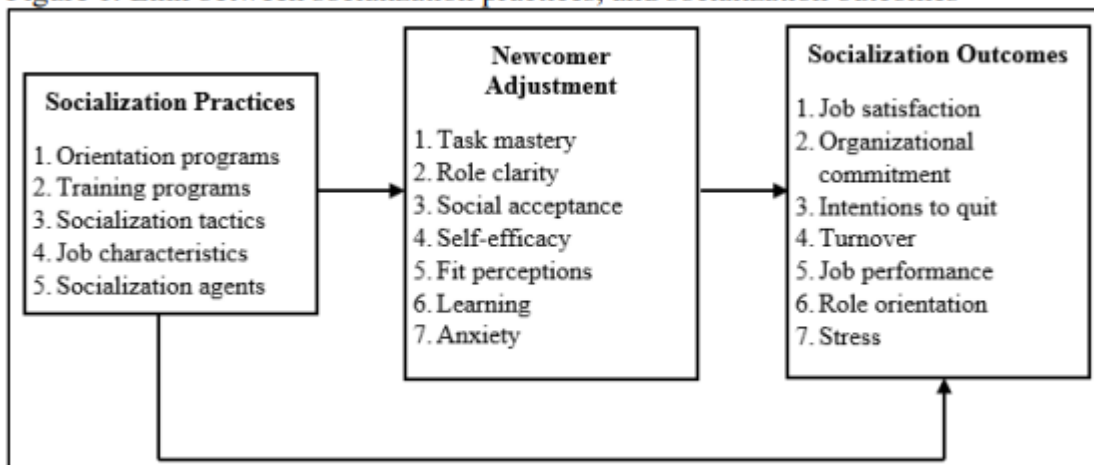 Socialization Practices
1. Orientation programs
2. Training programs
3. Socialization tactics
4. Job characteristics
5. Socialization agents
Newcomer
Adjustment
1. Task mastery
2. Role clarity
3. Social acceptance
4. Self-efficacy
5. Fit perceptions
6. Learning
7. Anxiety
Socialization Outcomes
1. Job satisfaction
2. Organizational
commitment
3. Intentions to quit
4. Turnover
5. Job performance
6. Role orientation
7. Stress